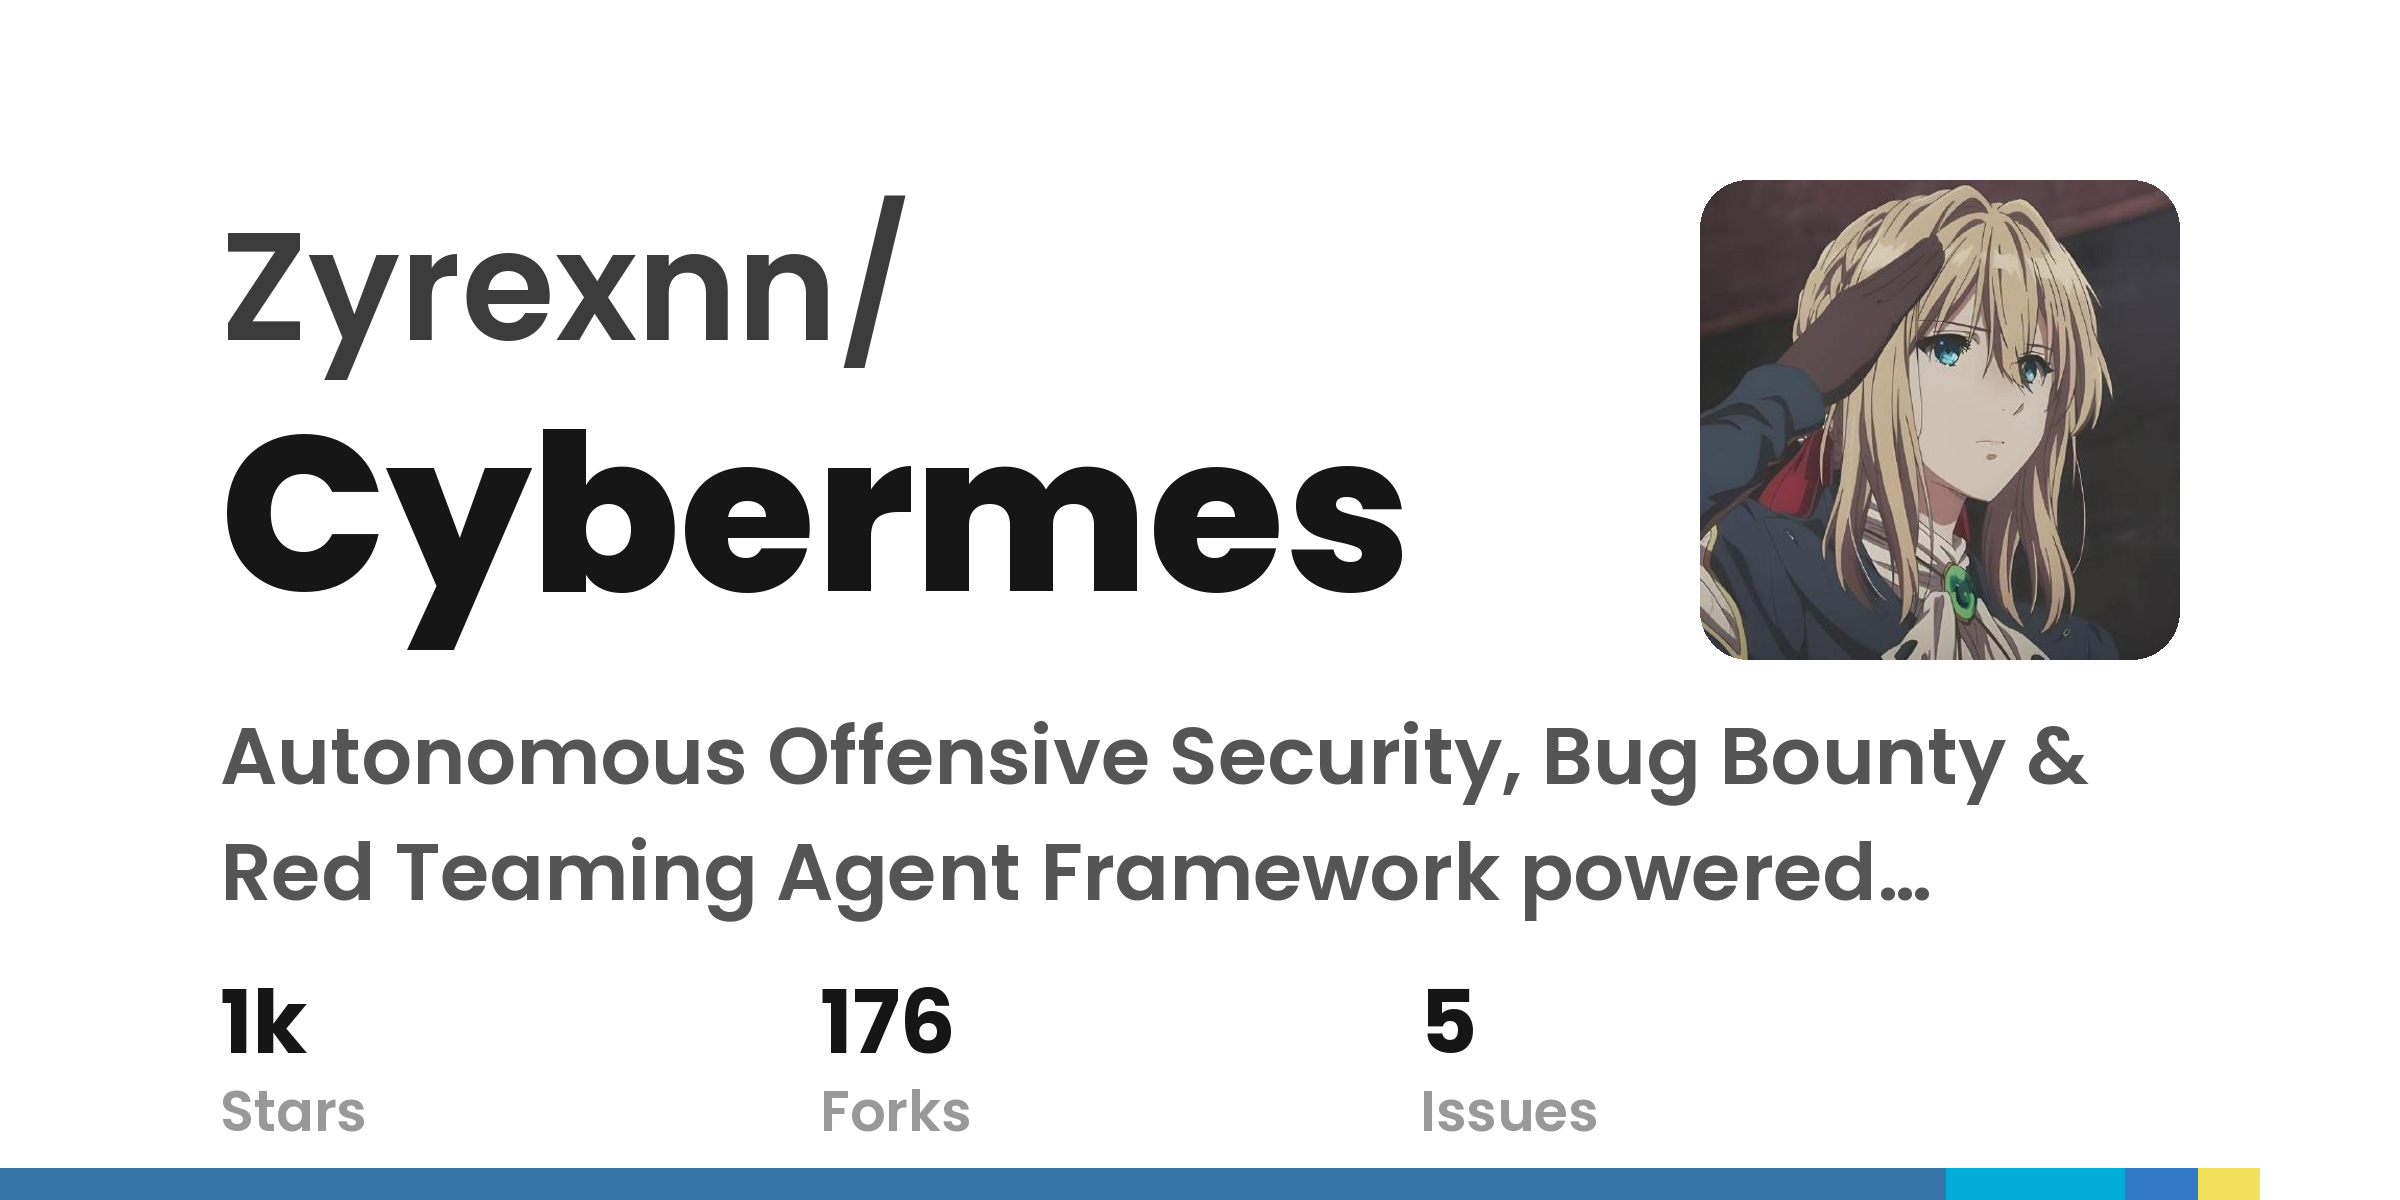 Zyrexnn/
Cybermes
Autonomous Offensive Security, Bug Bounty &
Red Teaming Agent Framework powered...
1k
176
5
Stars
Forks
Issues